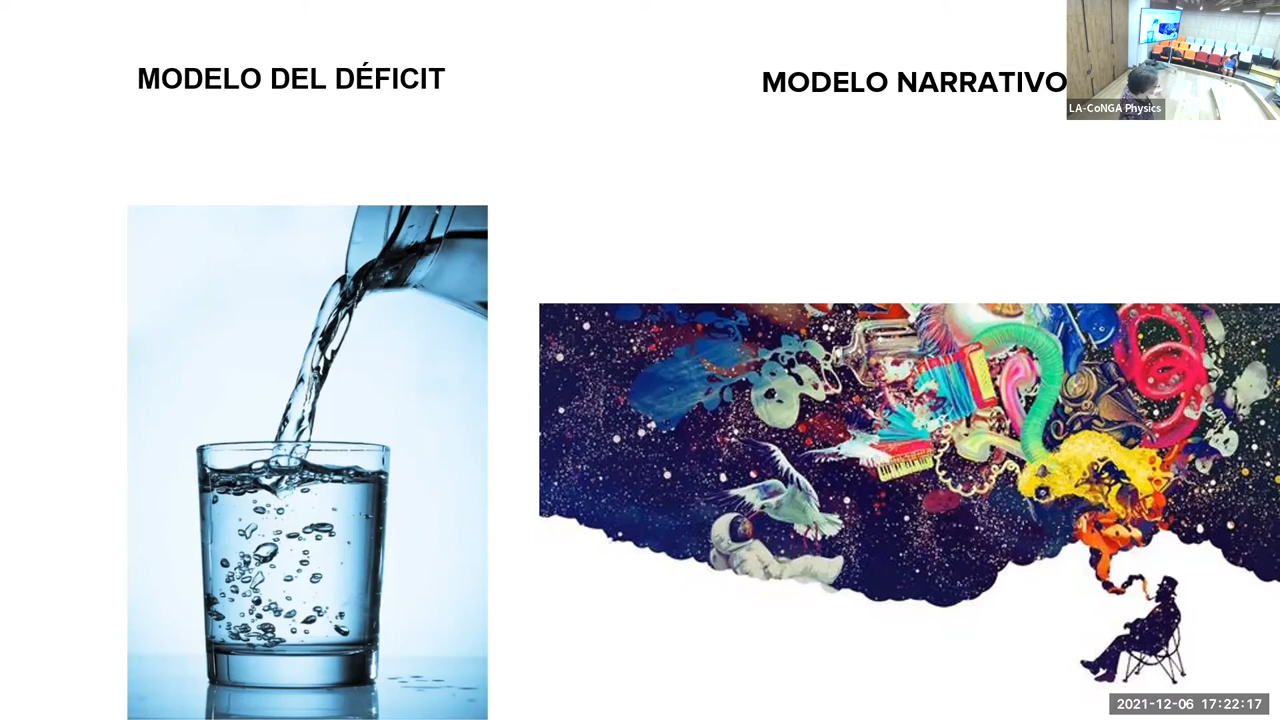 MODELO DEL DÉFICIT
MODELO NARRATIVO
LA-CoNGA Physics
2021-12-06 17:22:17